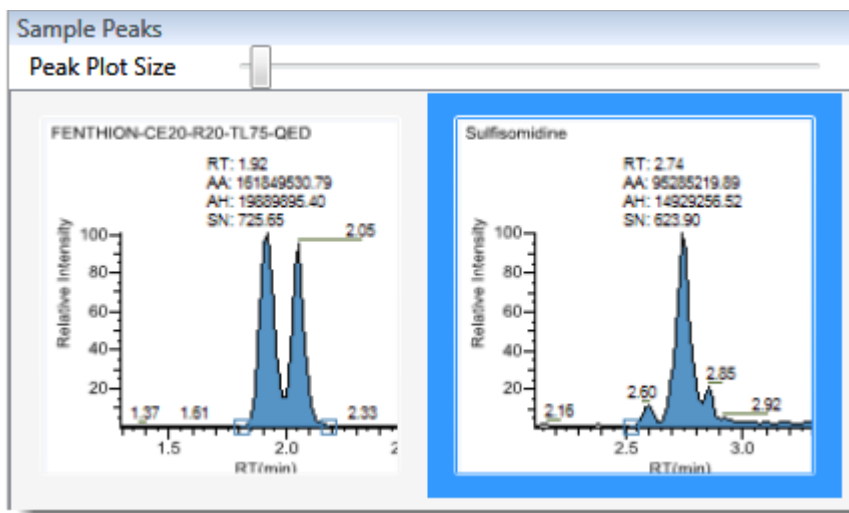 Sample Peaks
Peak Plot Size
FENTHION-CE20-R20-TL75-QED
RT: 1.92
AA: 161849530.79
AH: 19889895.40
SN: 725.65
Relative Intensity
100
80
60
40
20
2.05
1.37
1.61
2.33
1.5
2.0
2
RT(min)
Sulfisomidine
RT: 2.74
AA: 95285219.89
AH: 14929256.52
SN: 623.90
Relative Intensity
100
80
60
40
20
2.16
2.60
2.85
2.92
2.5
3.0
RT(min)